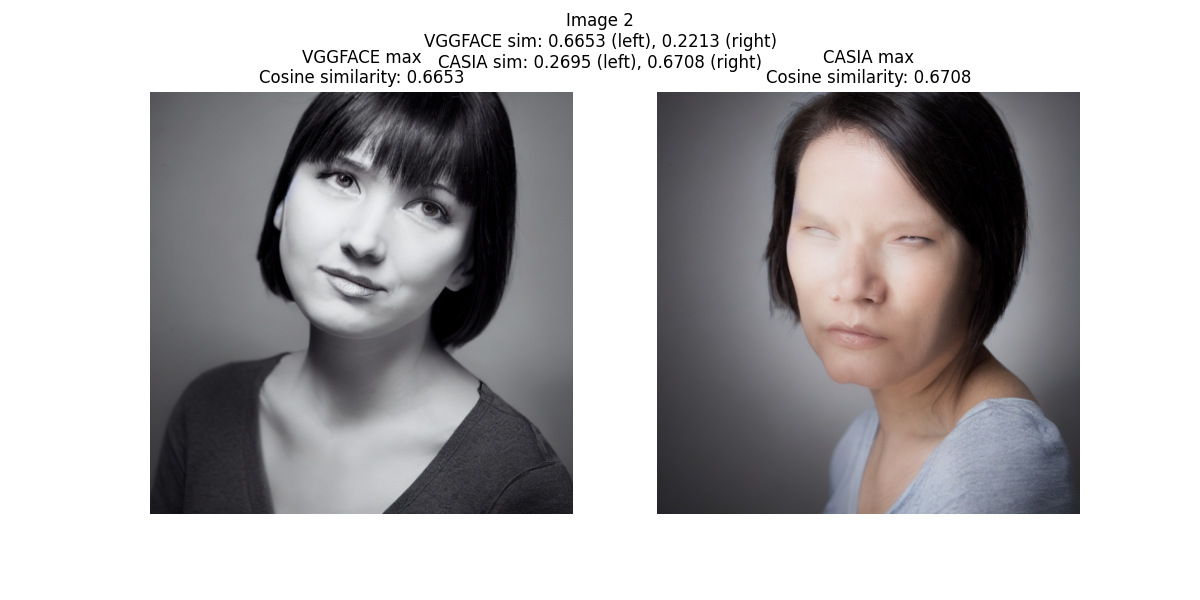 Image 2
VGGFACE sim: 0.6653 (left), 0.2213 (right)
CASIA sim: 0.2695 (left), 0.6708 (right)
VGGFACE max
Cosine similarity: 0.6653
CASIA max
Cosine similarity: 0.6708